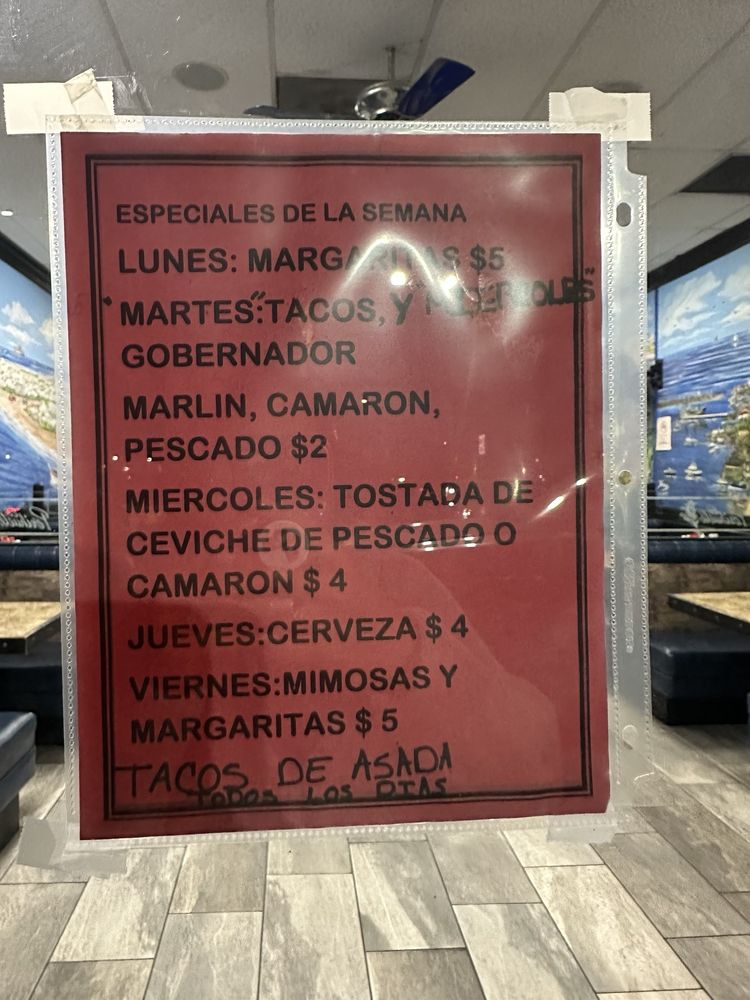 ESPECIALES DE LA SEMANA
LUNES: MARGARITAS $5
"MARTES": TACOS, Y MIERCOLES"
GOBERNADOR
MARLIN, CAMARON,
PESCADO $2
MIERCOLES: TOSTADA DE
CEVICHE DE PESCADO O
CAMARON $ 4
JUEVES:CERVEZA $ 4
VIERNES:MIMOSAS Y
MARGARITAS $ 5
TACOS DE ASADA
TODOS LOS DIAS